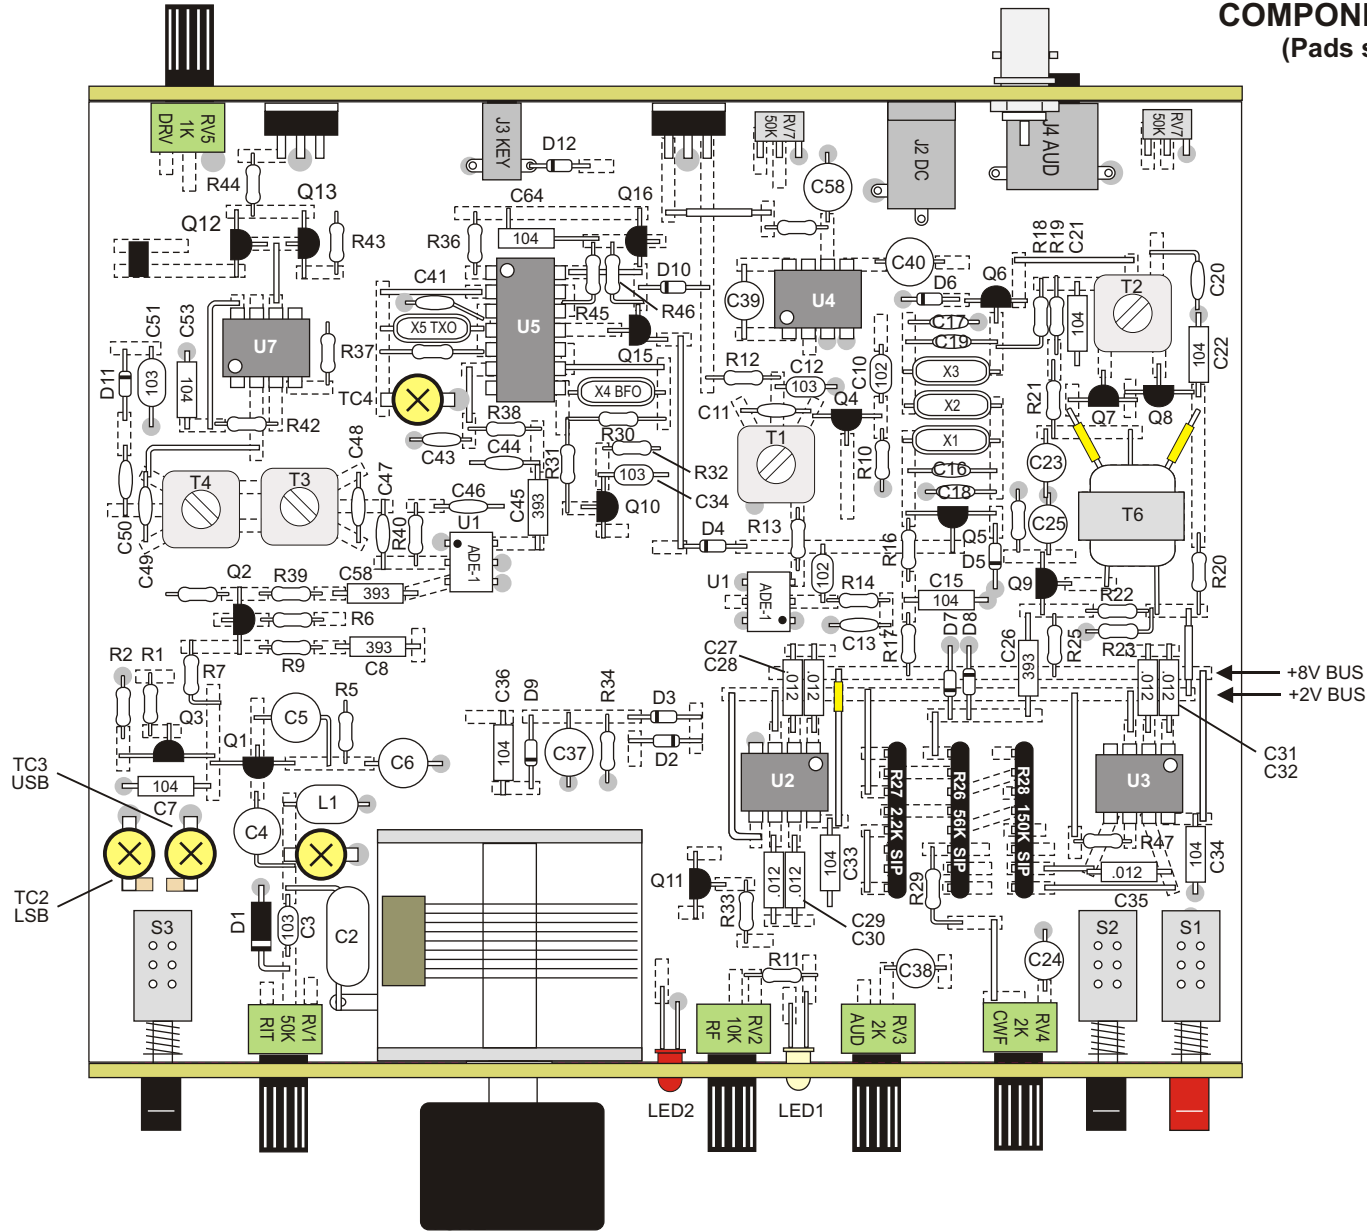 COMPON
(Pads s
RV5
1K
DRV
J3 KEY
D12
RV7
50K
J2 DC
J4 AUD
RV7
50K
R44
Q12
Q13
R43
C64
R36
104
Q16
C58
R18
R19
C21
C40
C20
C41
D10
C39
U4
D6
Q6
T2
X5 TXO
U5
R45
R46
C17
C19
104
104
C22
C51
C53
U7
R37
Q15
R12
C12
C10
102
X3
D11
103
104
TC4
X4 BFO
103
Q4
X2
R21
Q7
Q8
R42
C48
R38
C11
T1
R10
X1
C43
C44
R30
R31
R32
C23
T4
T3
C47
103
C34
C16
C18
C50
C49
R40
C46
C45
393
Q10
R13
R16
Q5
C25
T6
U1
ADE-1
D4
D5
R20
Q2
R39
C58
393
U1
ADE-1
102
R14
C15
104
Q9
R22
R6
C13
R17
D7
D8
C26
393
R25
R23
R2
R1
R7
R9
393
C8
C27
C28
.012
.012
.012
.012
+8V BUS
+2V BUS
Q3
Q1
C5
R5
C36
D9
R34
D3
D2
C31
C32
TC3
USB
104
C7
C6
104
C37
U2
R27 2.2K SIP
R26 56K SIP
R28 150K SIP
U3
L1
C4
R47
104
C33
104
C34
TC2
LSB
Q11
.012
.012
R29
.012
C35
R33
C29
C30
S3
D1
103
C3
C2
S2
S1
R11
C38
C24
RV1
50K
RIT
RV2
10K
RF
RV3
2K
AUD
RV4
2K
CWF
LED2
LED1